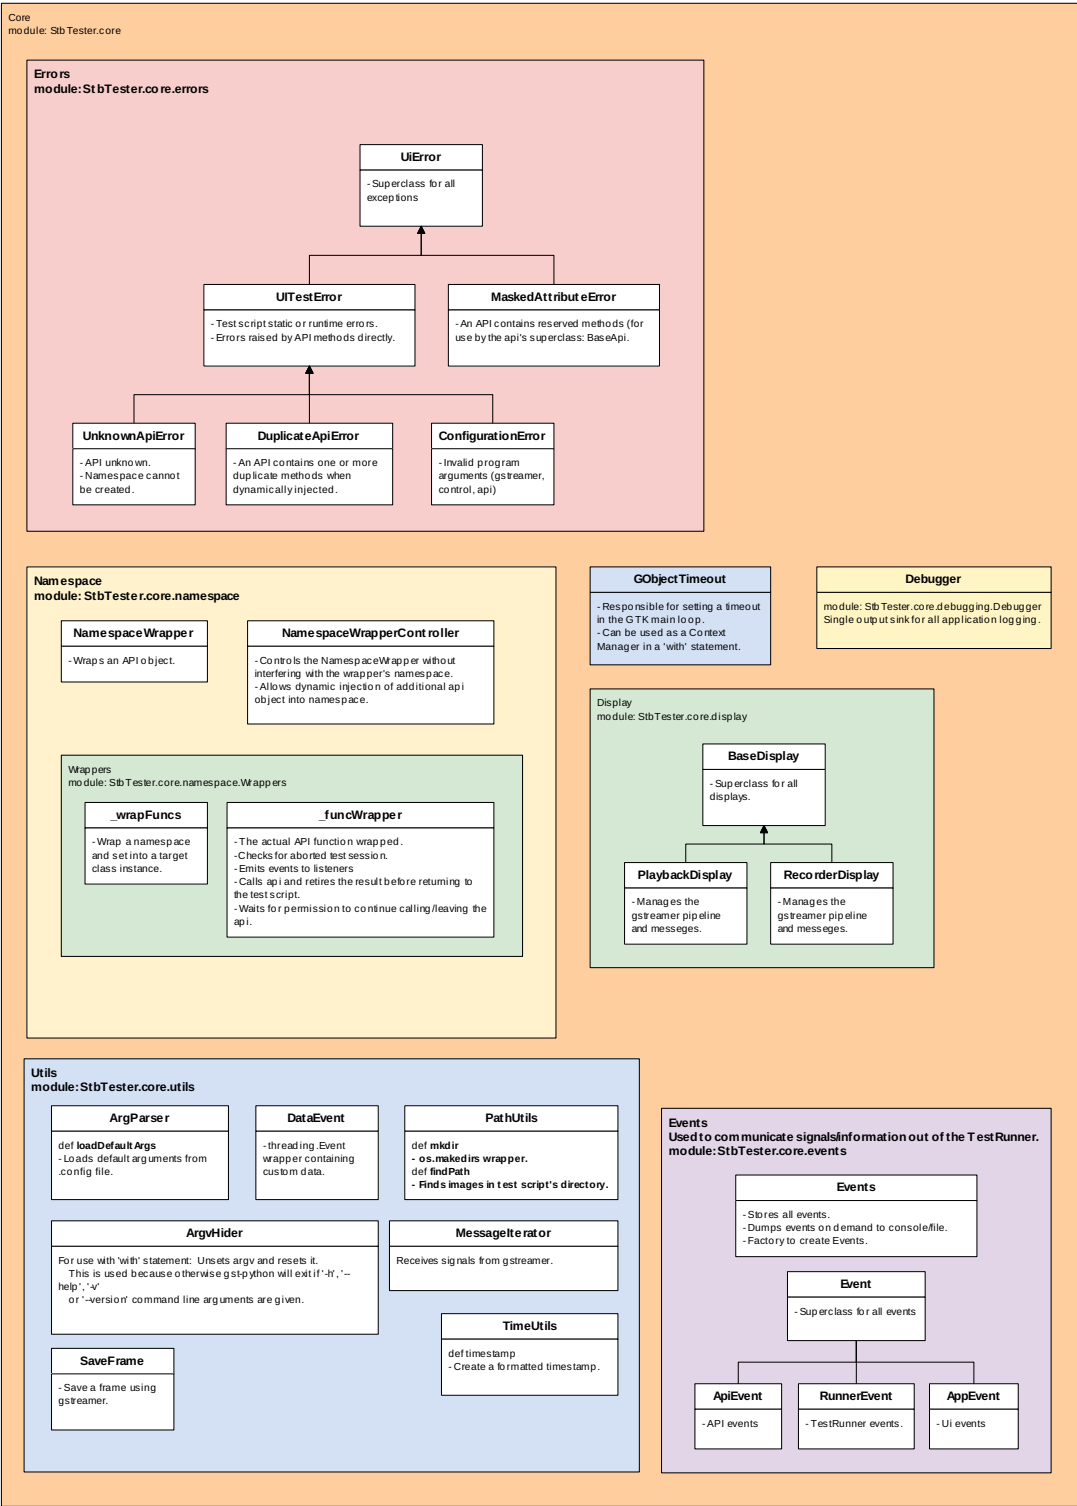 Core
module: StbTester.core
Errors
module: StbTester.core.errors
UiError
- Superclass for all
exceptions
UITestError
- Test script static or runtime errors.
- Errors raised by API methods directly.
MaskedAttributeError
- An API contains reserved methods (for
use by the api's superclass: BaseApi.
UnknownApiError
- API unknown.
- Namespace cannot
be created.
DuplicateApiError
- An API contains one or more
duplicate methods when
dynamically injected.
ConfigurationError
- Invalid program
arguments (gstreamer,
control, api)
Namespace
module: StbTester.core.namespace
NamespaceWrapper
- Wraps an API object.
NamespaceWrapperController
- Controls the NamespaceWrapper without
interfering with the wrapper's namespace.
- Allows dynamic injection of additional api
object into namespace.
Wrappers
module: StbTester.core.namespace.Wrappers
_wrapFuncs
- Wrap a namespace
and set into a target
class instance.
_funcWrapper
- The actual API function wrapped.
- Checks for aborted test session.
- Emits events to listeners
- Calls api and retires the result before returning to
the test script.
- Waits for permission to continue calling/leaving the
api.
GObjectTimeout
- Responsible for setting a timeout
in the GTK main loop.
- Can be used as a Context
Manager in a 'with' statement.
Debugger
module: StbTester.core.debugging.Debugger
Single output sink for all application logging.
Display
module: StbTester.core.display
BaseDisplay
- Superclass for all
displays.
PlaybackDisplay
- Manages the
gstreamer pipeline
and messeges.
RecorderDisplay
- Manages the
gstreamer pipeline
and messeges.
Utils
module: StbTester.core.utils
ArgParser
def loadDefaultArgs
- Loads default arguments from
.config file.
DataEvent
- threading.Event
wrapper containing
custom data.
PathUtils
def mkdir
- os.makedirs wrapper.
def findPath
- Finds images in test script's directory.
ArgvHider
For use with 'with' statement: Unsets argv and resets it.
This is used because otherwise gst-python will exit if '-h', '--
help', '-v'
or '--version' command line arguments are given.
MessageIterator
Receives signals from gstreamer.
TimeUtils
def timestamp
- Create a formatted timestamp.
SaveFrame
- Save a frame using
gstreamer.
Events
Used to communicate signals/information out of the TestRunner.
module: StbTester.core.events
Events
- Stores all events.
- Dumps events on demand to console/file.
- Factory to create Events.
Event
- Superclass for all events
ApiEvent
- API events
RunnerEvent
- TestRunner events.
AppEvent
- Ui events